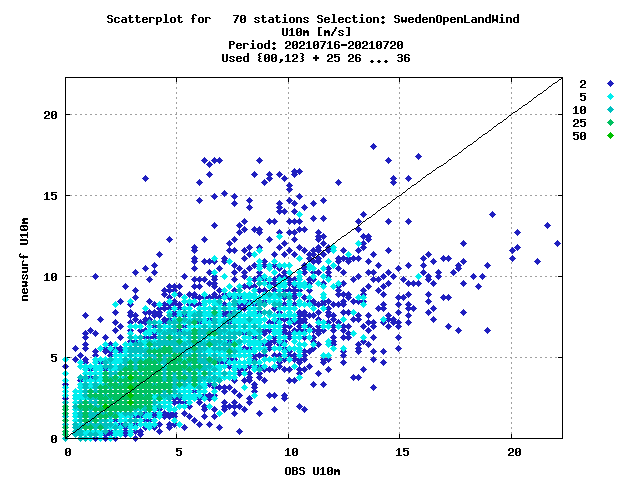 Scatterplot for   70 stations Selection: SwedenOpenLandWind
U10m [m/s]
Period: 20210716-20210720
Used {00,12} + 25 26 ... 36
2
5
10
25
50
20
15
10
5
0
newsurf U10m
0 5 10 15 20
OBS U10m